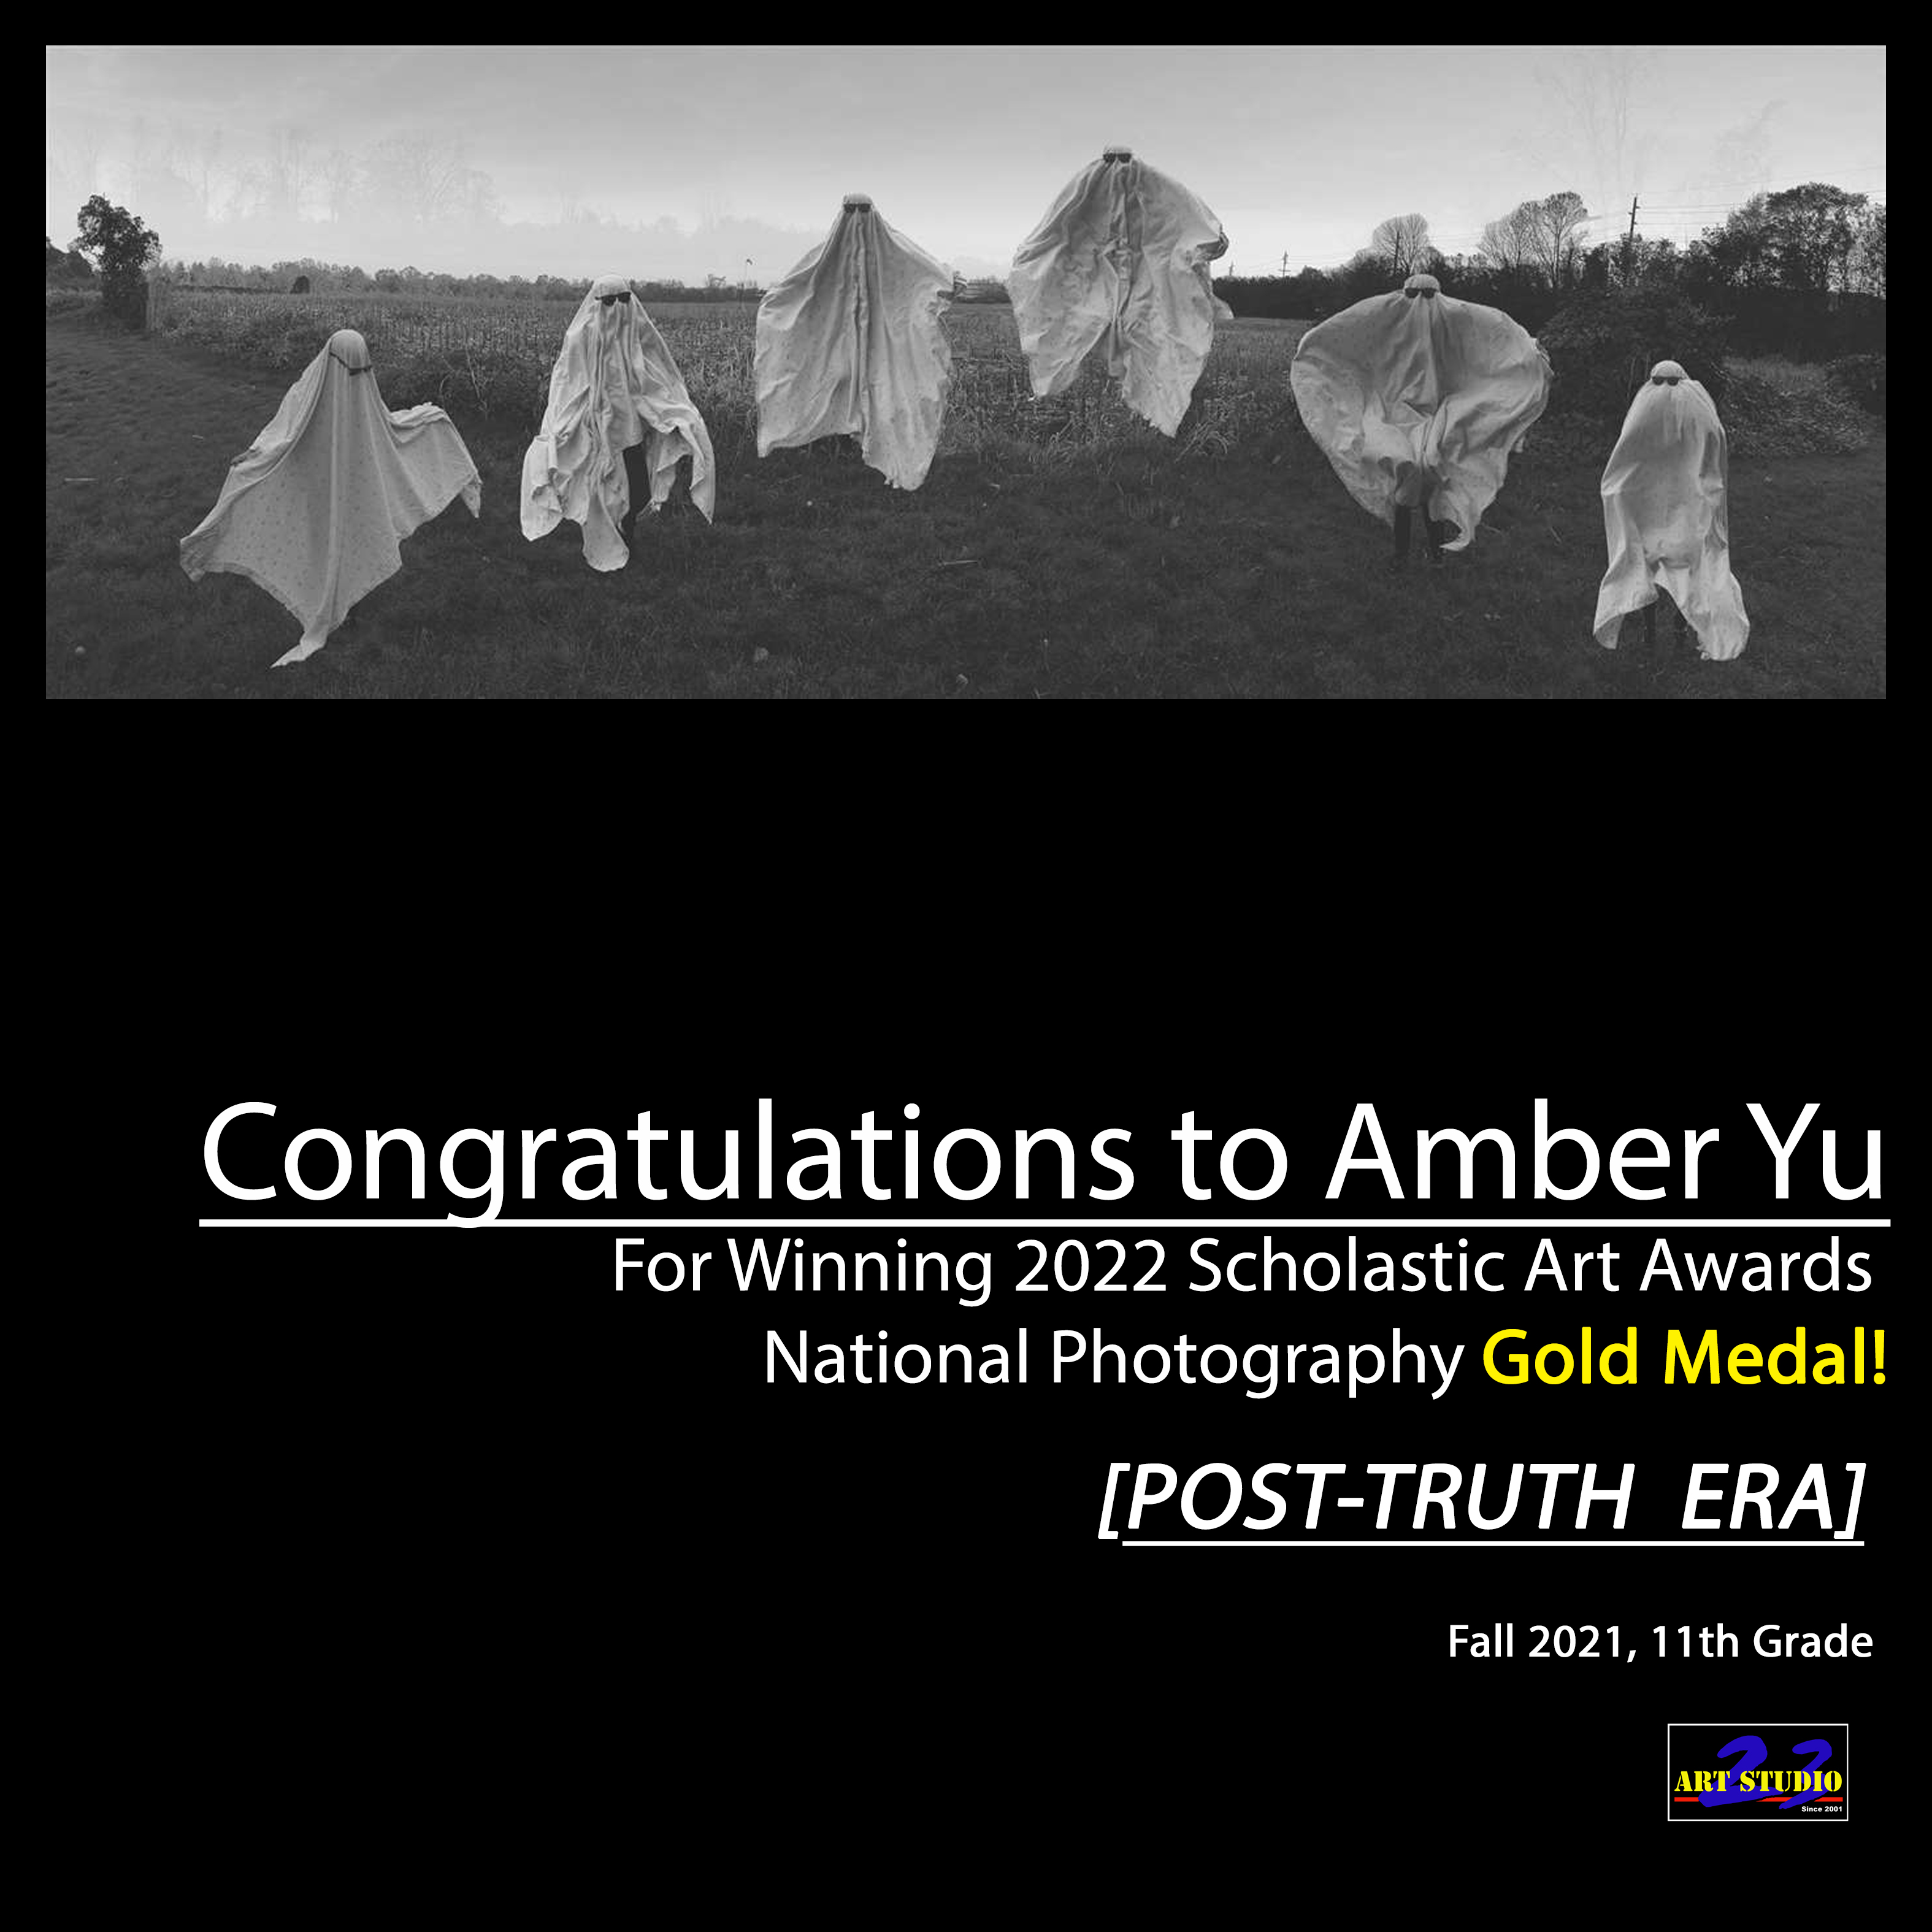 Congratulations to Amber Yu
For Winning 2022 Scholastic Art Awards
National Photography Gold Medal!
[POST-TRUTH ERA]
Fall 2021, 11th Grade
23
ART STUDIO
Since 2001